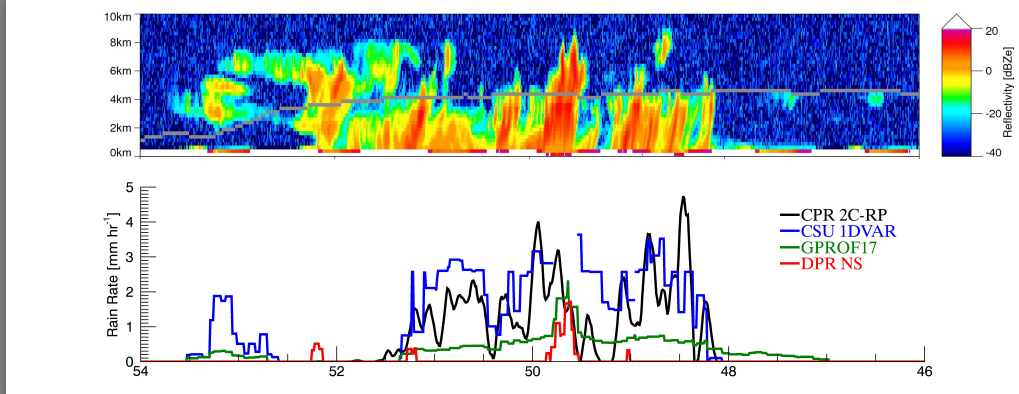 10km
8km
6km
4km
2km
0km
20
0
-20
-40
Reflectivity [dBZe]
5
4
3
2
1
0
Rain Rate [mm hr⁻¹]
CPR 2C-RP
CSU 1DVAR
GPROF17
DPR NS
54 52 50 48 46